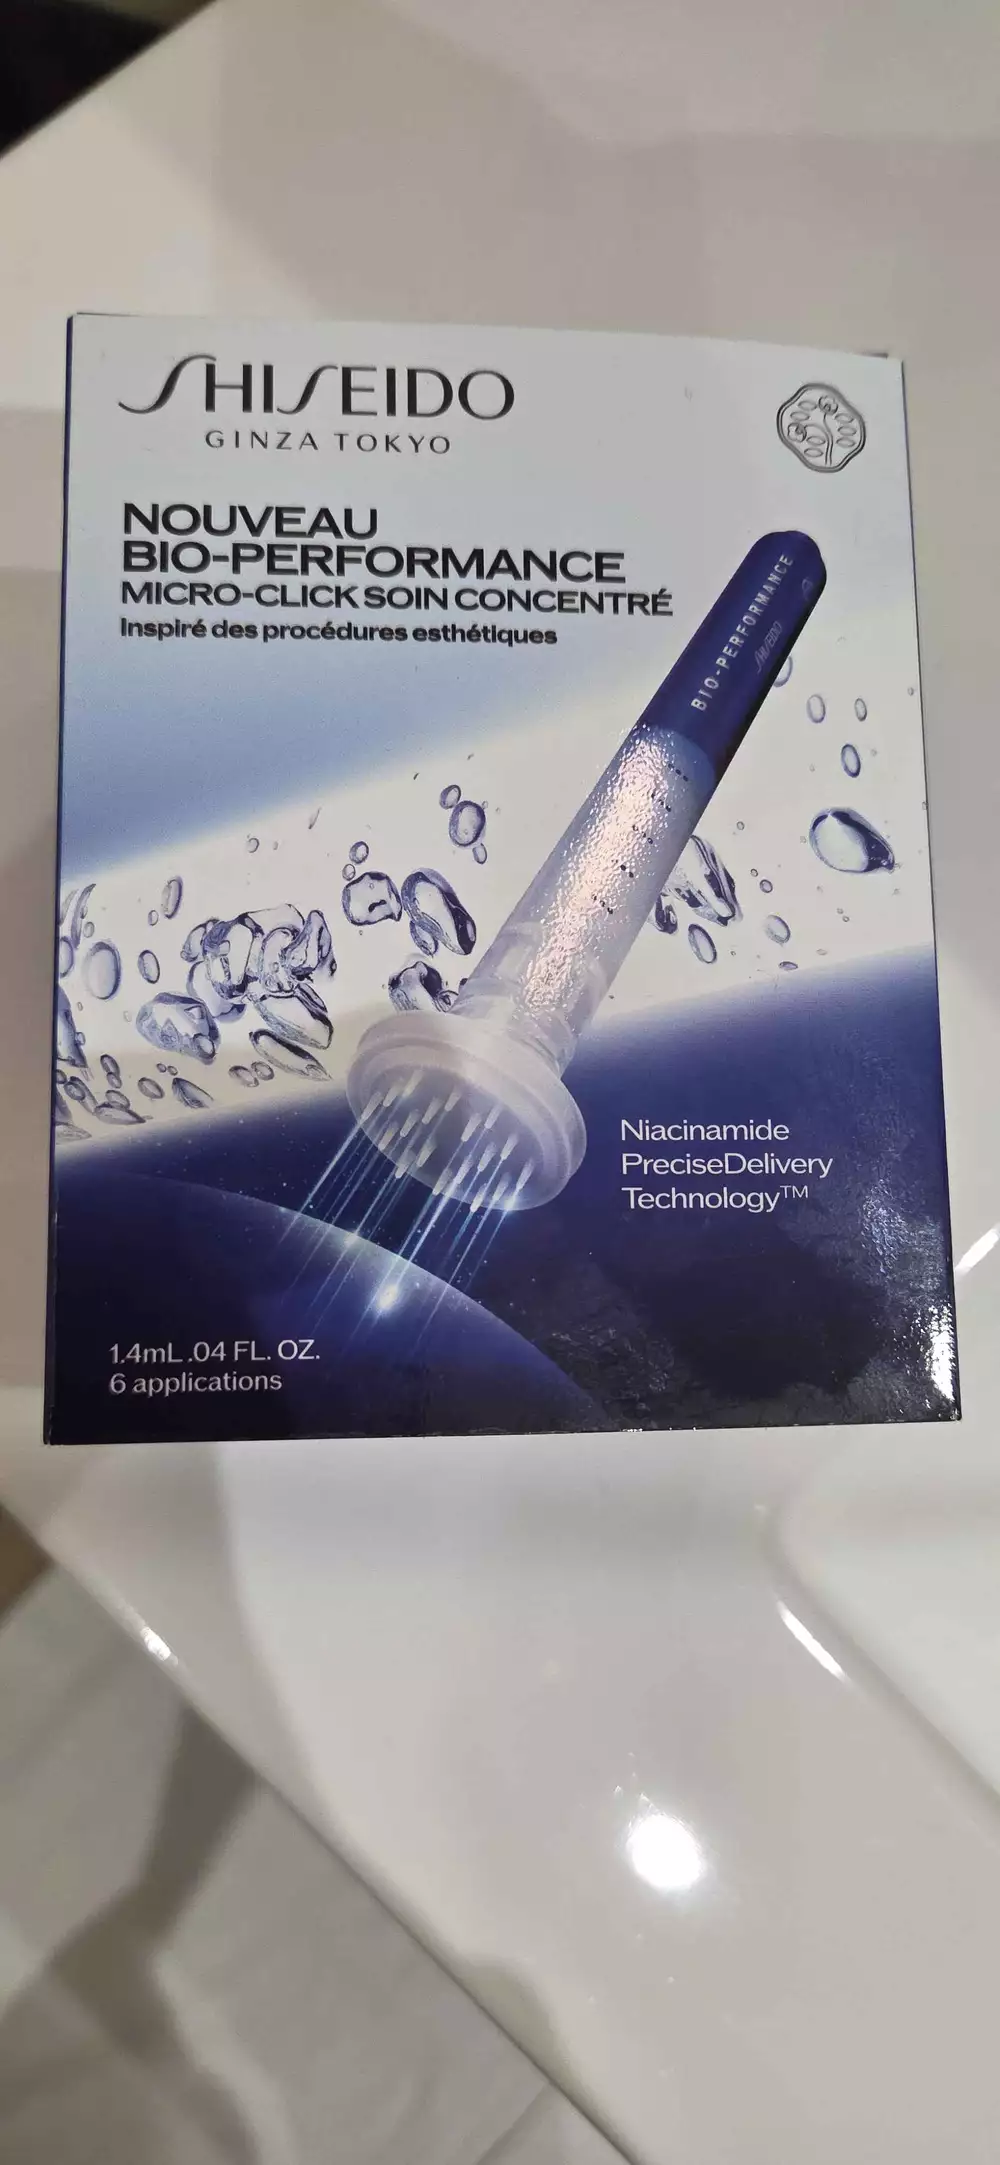 SHISEIDO
GINZA TOKYO
NOUVEAU
BIO-PERFORMANCE
MICRO-CLICK SOIN CONCENTRÉ
Inspiré des procédures esthétiques
BIO-PERFORMANCE
SHISEIDO
Niacinamide
PreciseDelivery
Technology™
1.4mL .04 FL. OZ.
6 applications